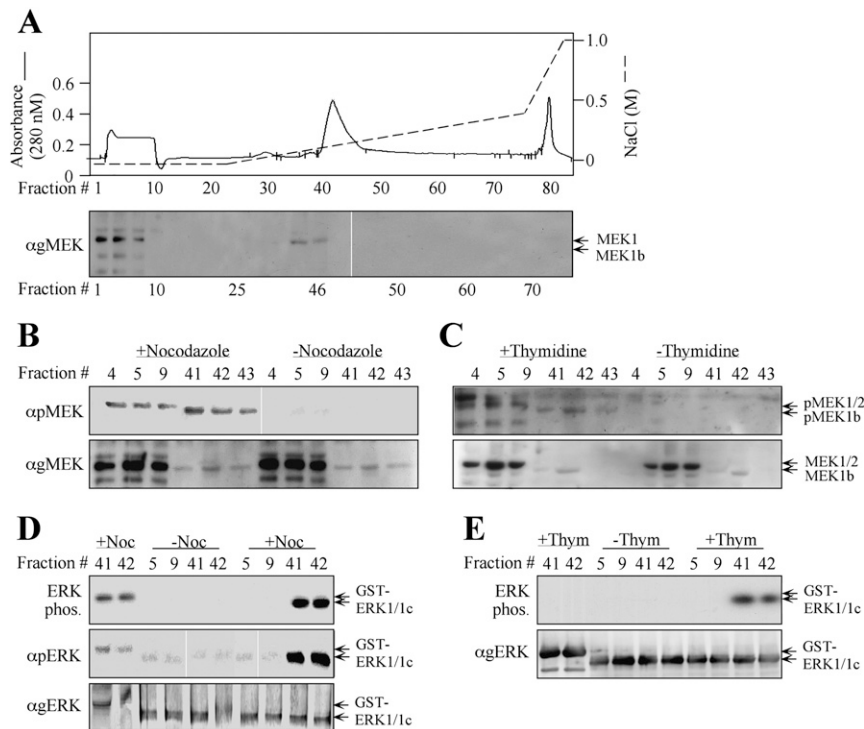 A
Absorbance
(280 nM)
0.6
0.4
0.2
0
1.0
0.5
0
NaCl (M)
Fraction # 1 10 20 30 40 50 60 70 80
αgMEK
MEK1
MEK1b
Fraction # 1 10 25 46 50 60 70
B
+Nocodazole -Nocodazole
Fraction # 4 5 9 41 42 43 4 5 9 41 42 43
αpMEK
αgMEK
C
+Thymidine -Thymidine
4 5 9 41 42 43 4 5 9 41 42 43
pMEK1/2
pMEK1b
MEK1/2
MEK1b
D
+Noc -Noc +Noc
Fraction # 41 42 5 9 41 42 5 9 41 42
ERK
phos.
GST-
ERK1/1c
αpERK
GST-
ERK1/1c
αgERK
GST-
ERK1/1c
E
+Thym -Thym +Thym
Fraction # 41 42 5 9 41 42 5 9 41 42
ERK
phos.
GST-
ERK1/1c
αgERK
GST-
ERK1/1c